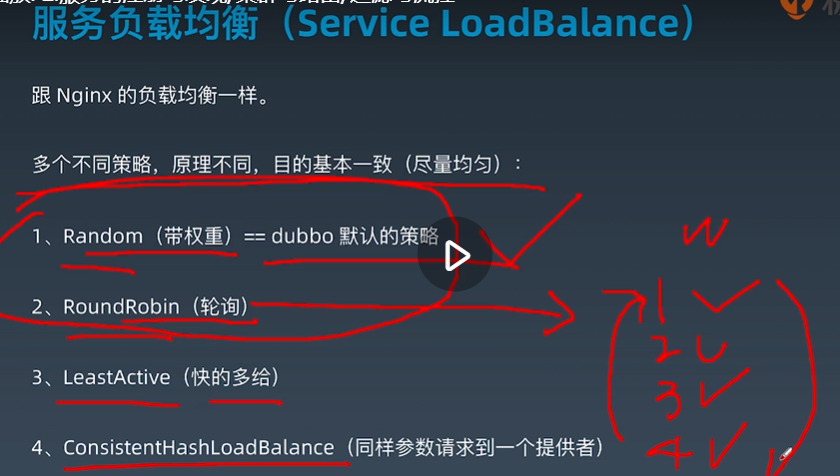 服务负载均衡（Service LoadBalance）
跟 Nginx 的负载均衡一样。
多个不同策略，原理不同，目的基本一致（尽量均匀）：
1、Random（带权重）== dubbo 默认的策略
2、RoundRobin（轮询）
3、LeastActive（快的多给）
4、ConsistentHashLoadBalance（同样参数请求到一个提供者）
W
1
2
3
4